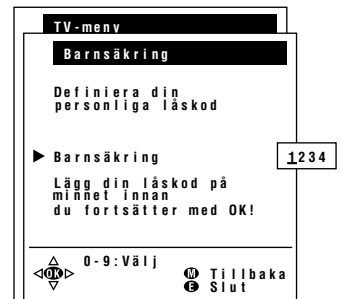 TV-meny
Barnsäkring
Definiera din
personliga låskod
Barnsäkring
1234
Lägg din låskod på
minnet innan
du fortsätter med OK!
OK
0-9:Välj
M Tillbaka
E Slut